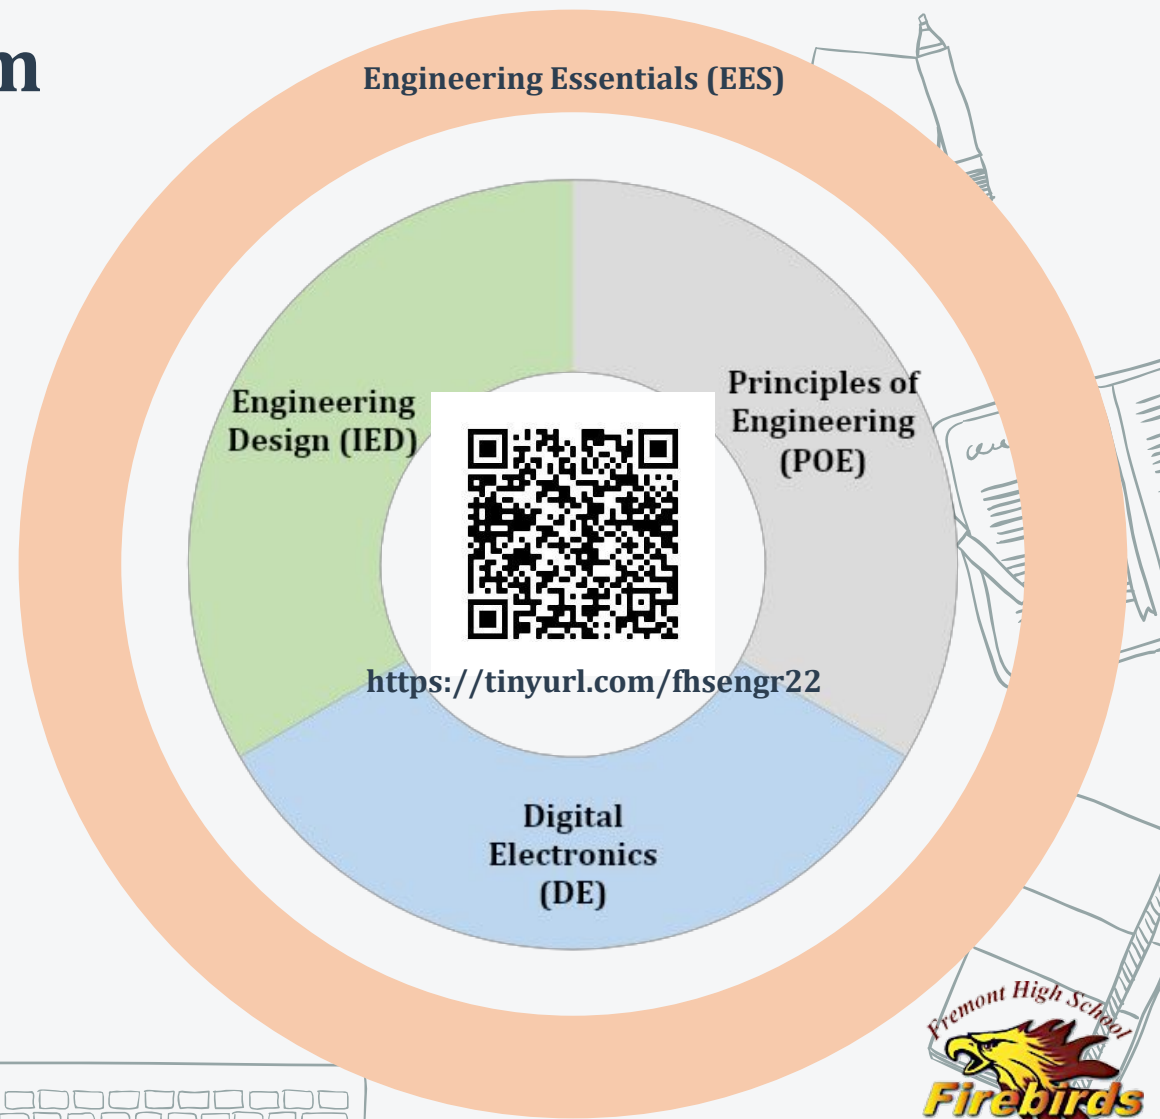 m
Engineering Essentials (EES)
Engineering
Design (IED)
Principles of
Engineering
(POE)
https://tinyurl.com/fhsengr22
Digital
Electronics
(DE)
Fremont High School
Firebirds